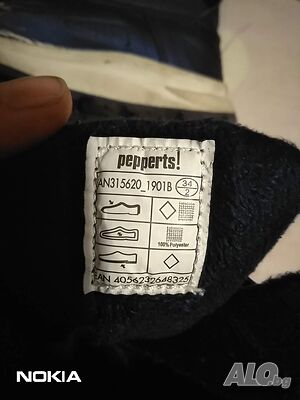 pepperts!
IAN315620_1901B
34
2
100% Polyester
EAN 4056232648325
NOKIA
ALO.bg